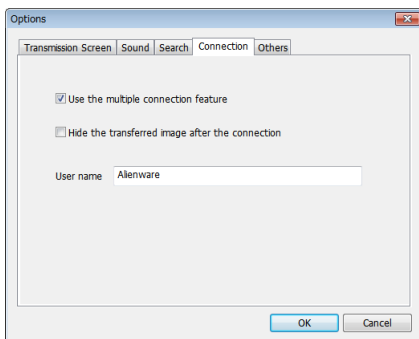 Options
Transmission Screen Sound Search Connection Others
Use the multiple connection feature
Hide the transferred image after the connection
User name Alienware
OK Cancel